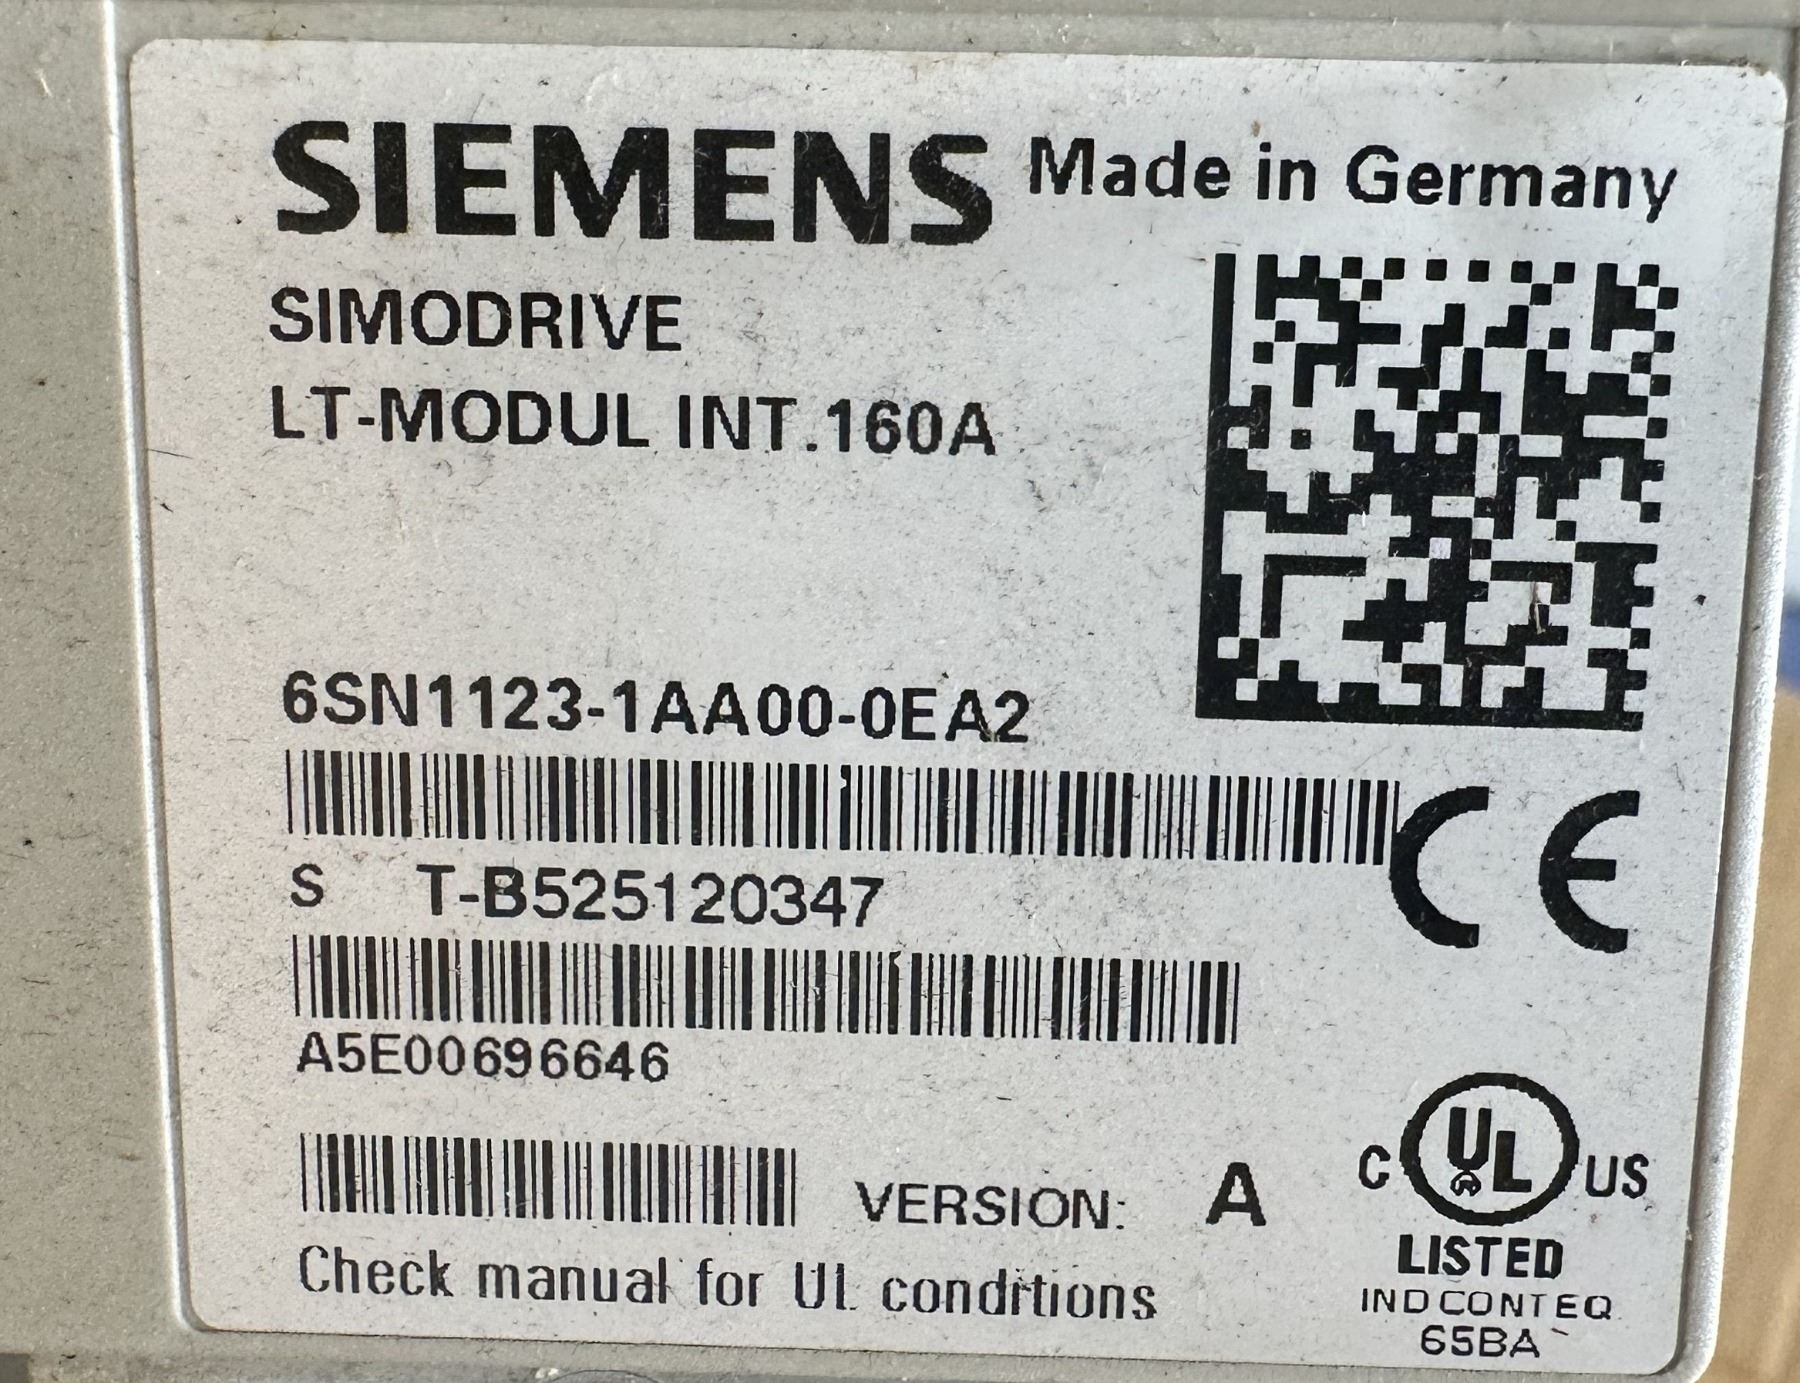 SIEMENS Made in Germany
SIMODRIVE
LT-MODUL INT.160A
6SN1123-1AA00-0EA2
S T-B525120347
A5E00696646
VERSION: A
C UL US
LISTED
IND CONT EQ
65BA
Check manual for UL conditions
CE